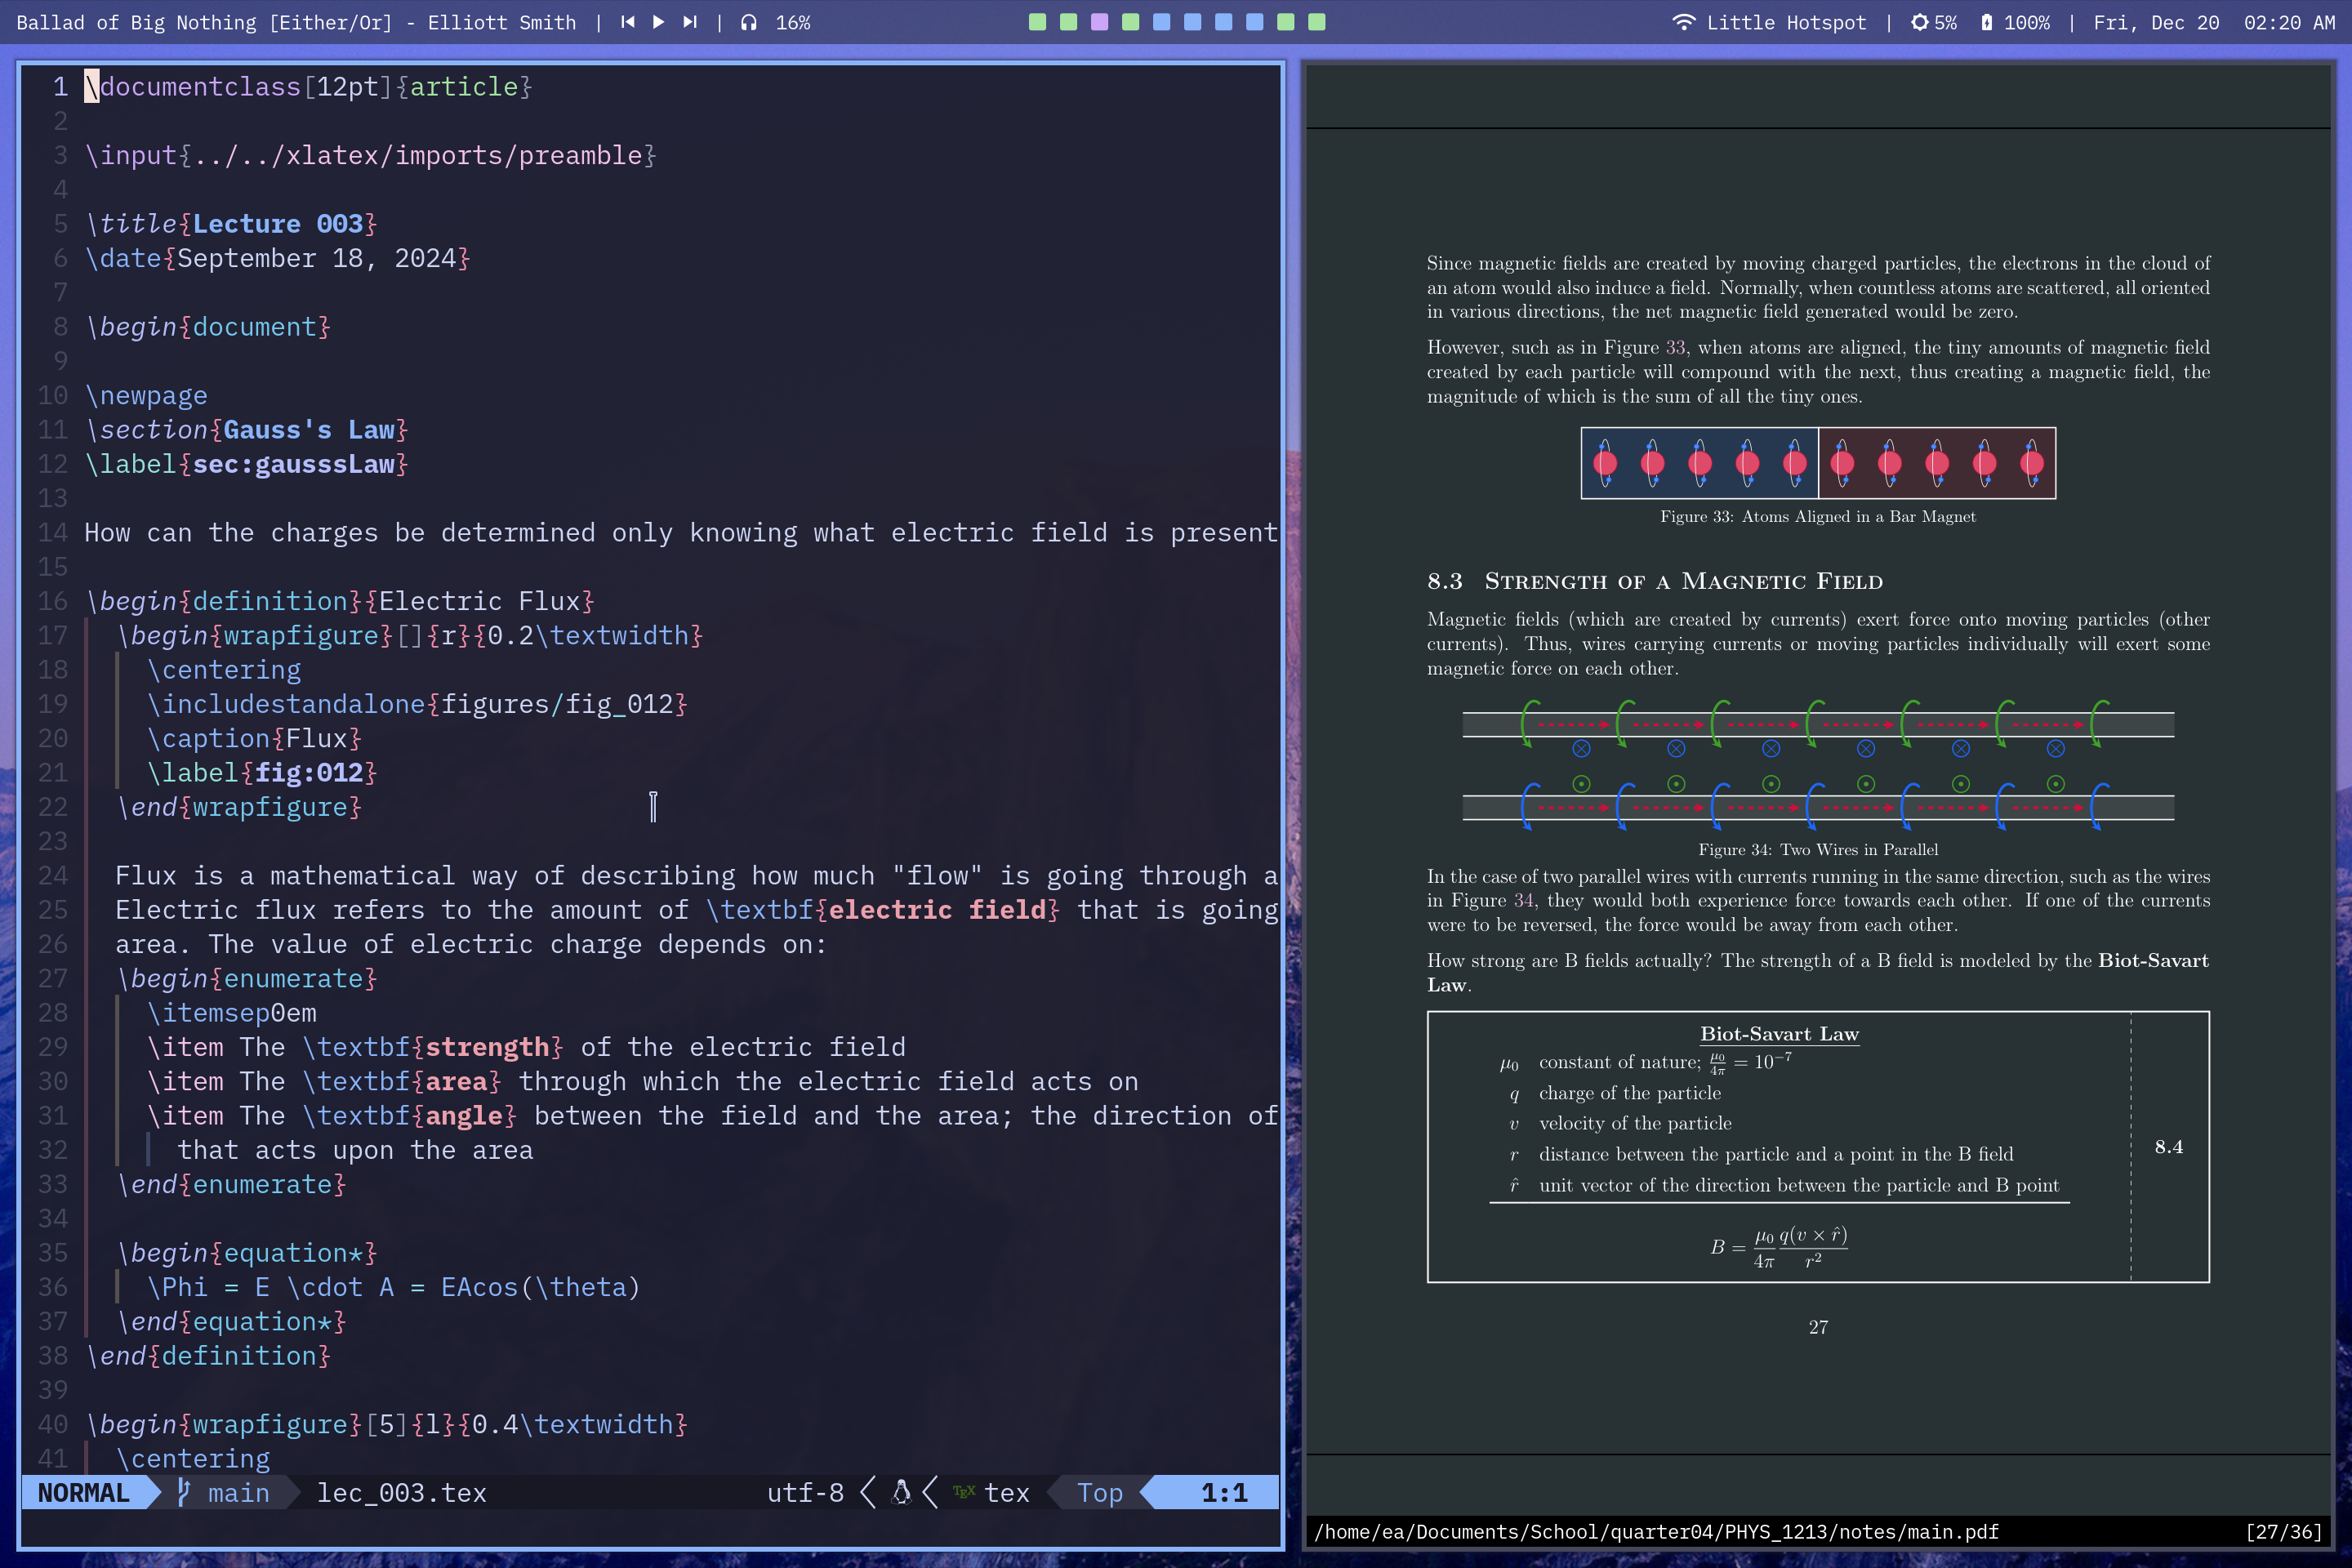 Ballad of Big Nothing [Either/Or] - Elliott Smith | | 16%
Little Hotspot | 5% 100% | Fri, Dec 20 02:20 AM
1 \documentclass[12pt]{article}
2
3 \input{../../xlatex/imports/preamble}
4
5 \title{Lecture 003}
6 \date{September 18, 2024}
7
8 \begin{document}
9
10 \newpage
11 \section{Gauss's Law}
12 \label{sec:gausssLaw}
13
14 How can the charges be determined only knowing what electric field is present
15
16 \begin{definition}{Electric Flux}
17 \begin{wrapfigure}[]{r}{0.2\textwidth}
18 \centering
19 \includestandalone{figures/fig_012}
20 \caption{Flux}
21 \label{fig:012}
22 \end{wrapfigure}
23
24 Flux is a mathematical way of describing how much "flow" is going through a
25 Electric flux refers to the amount of \textbf{electric field} that is going
26 area. The value of electric charge depends on:
27 \begin{enumerate}
28 \itemsep0em
29 \item The \textbf{strength} of the electric field
30 \item The \textbf{area} through which the electric field acts on
31 \item The \textbf{angle} between the field and the area; the direction of
32 that acts upon the area
33 \end{enumerate}
34
35 \begin{equation*}
36 \Phi = E \cdot A = EAcos(\theta)
37 \end{equation*}
38 \end{definition}
39
40 \begin{wrapfigure}[5]{l}{0.4\textwidth}
41 \centering
NORMAL main lec_003.tex utf-8 tex Top 1:1
Since magnetic fields are created by moving charged particles, the electrons in the cloud of
an atom would also induce a field. Normally, when countless atoms are scattered, all oriented
in various directions, the net magnetic field generated would be zero.
However, such as in Figure 33, when atoms are aligned, the tiny amounts of magnetic field
created by each particle will compound with the next, thus creating a magnetic field, the
magnitude of which is the sum of all the tiny ones.
Figure 33: Atoms Aligned in a Bar Magnet
8.3 Strength of a Magnetic Field
Magnetic fields (which are created by currents) exert force onto moving particles (other
currents). Thus, wires carrying currents or moving particles individually will exert some
magnetic force on each other.
Figure 34: Two Wires in Parallel
In the case of two parallel wires with currents running in the same direction, such as the wires
in Figure 34, they would both experience force towards each other. If one of the currents
were to be reversed, the force would be away from each other.
How strong are B fields actually? The strength of a B field is modeled by the Biot-Savart
Law.
Biot-Savart Law
μ₀ constant of nature; μ₀/4π = 10⁻⁷
q charge of the particle
v velocity of the particle
r distance between the particle and a point in the B field
r̂ unit vector of the direction between the particle and B point
B = μ₀/4π q(v × r̂)/r²
8.4
27
/home/ea/Documents/School/quarter04/PHYS_1213/notes/main.pdf [27/36]